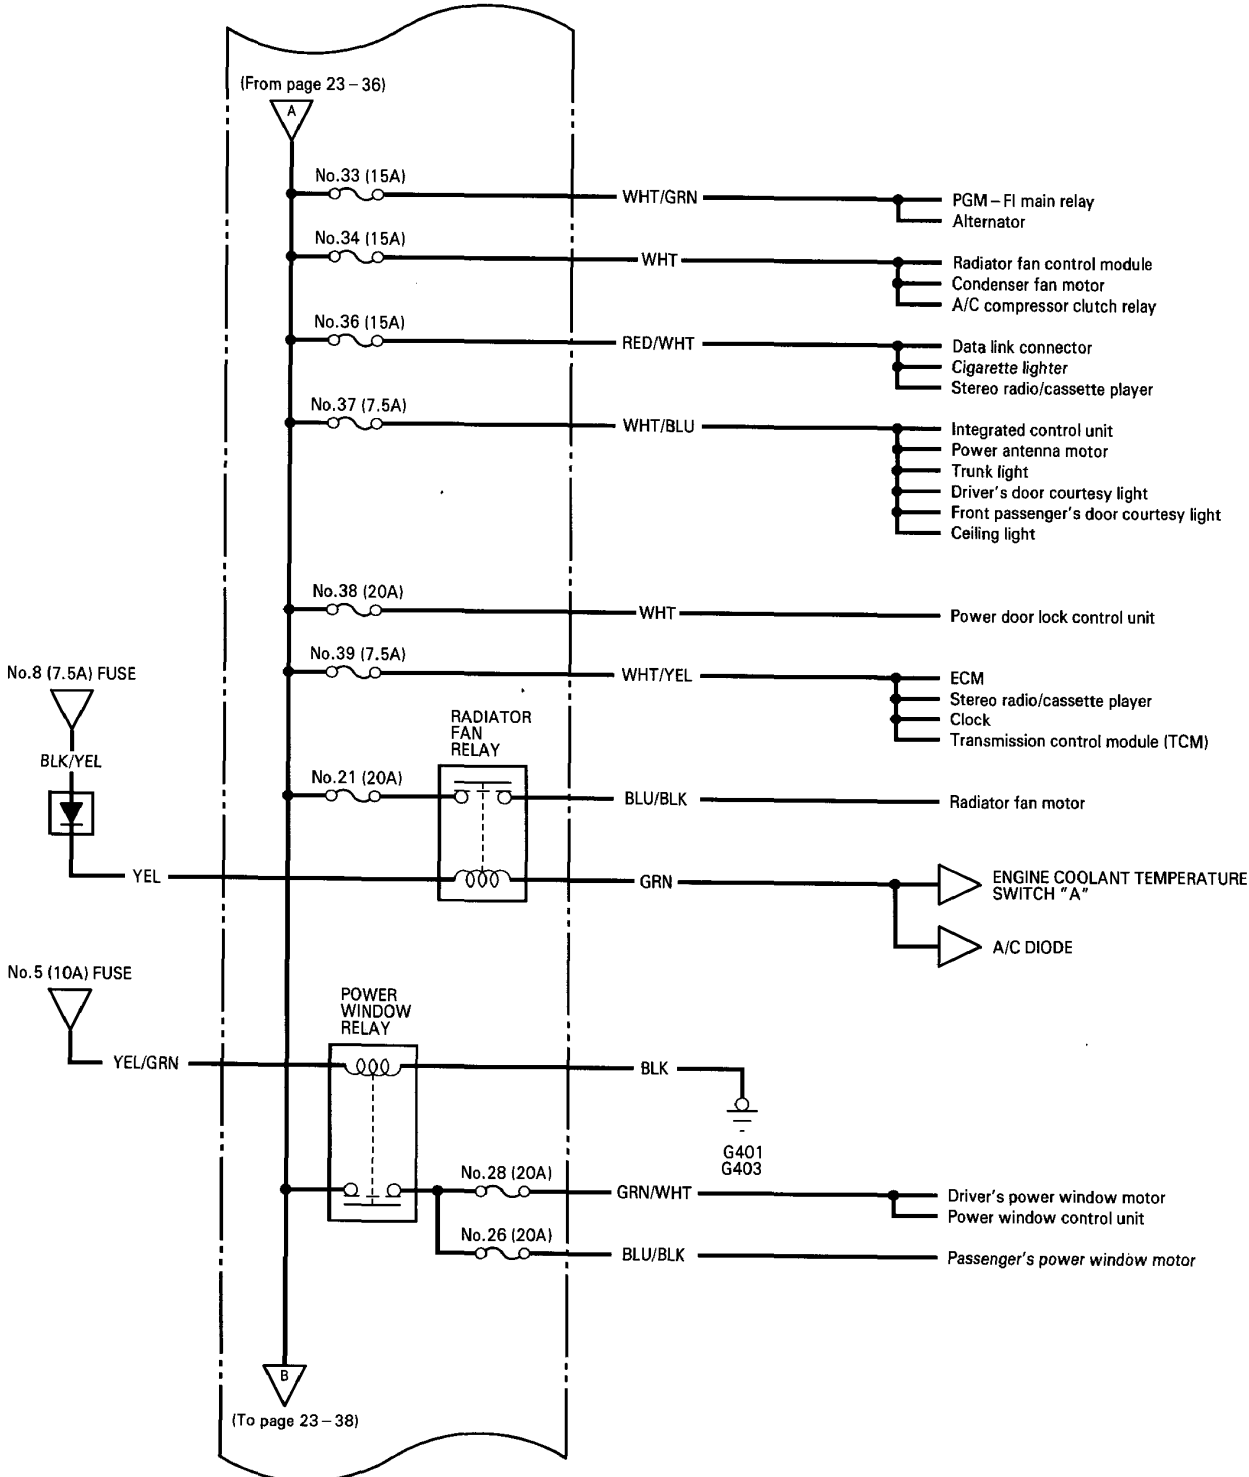 (From page 23–36)
A
No.33 (15A)
WHT/GRN
PGM–FI main relay
Alternator
No.34 (15A)
WHT
Radiator fan control module
Condenser fan motor
A/C compressor clutch relay
No.36 (15A)
RED/WHT
Data link connector
Cigarette lighter
Stereo radio/cassette player
No.37 (7.5A)
WHT/BLU
Integrated control unit
Power antenna motor
Trunk light
Driver's door courtesy light
Front passenger's door courtesy light
Ceiling light
No.38 (20A)
WHT
Power door lock control unit
No.39 (7.5A)
WHT/YEL
ECM
Stereo radio/cassette player
Clock
Transmission control module (TCM)
No.8 (7.5A) FUSE
BLK/YEL
RADIATOR
FAN
RELAY
No.21 (20A)
BLU/BLK
Radiator fan motor
YEL
GRN
ENGINE COOLANT TEMPERATURE
SWITCH "A"
A/C DIODE
No.5 (10A) FUSE
POWER
WINDOW
RELAY
YEL/GRN
BLK
G401
G403
No.28 (20A)
GRN/WHT
Driver's power window motor
Power window control unit
No.26 (20A)
BLU/BLK
Passenger's power window motor
B
(To page 23–38)